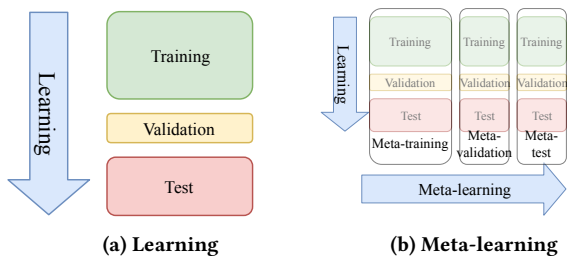 Learning
Training
Validation
Test
(a) Learning
Learning
Training Training Training
Validation Validation Validation
Test Test Test
Meta-training Meta-validation Meta-test
Meta-learning
(b) Meta-learning